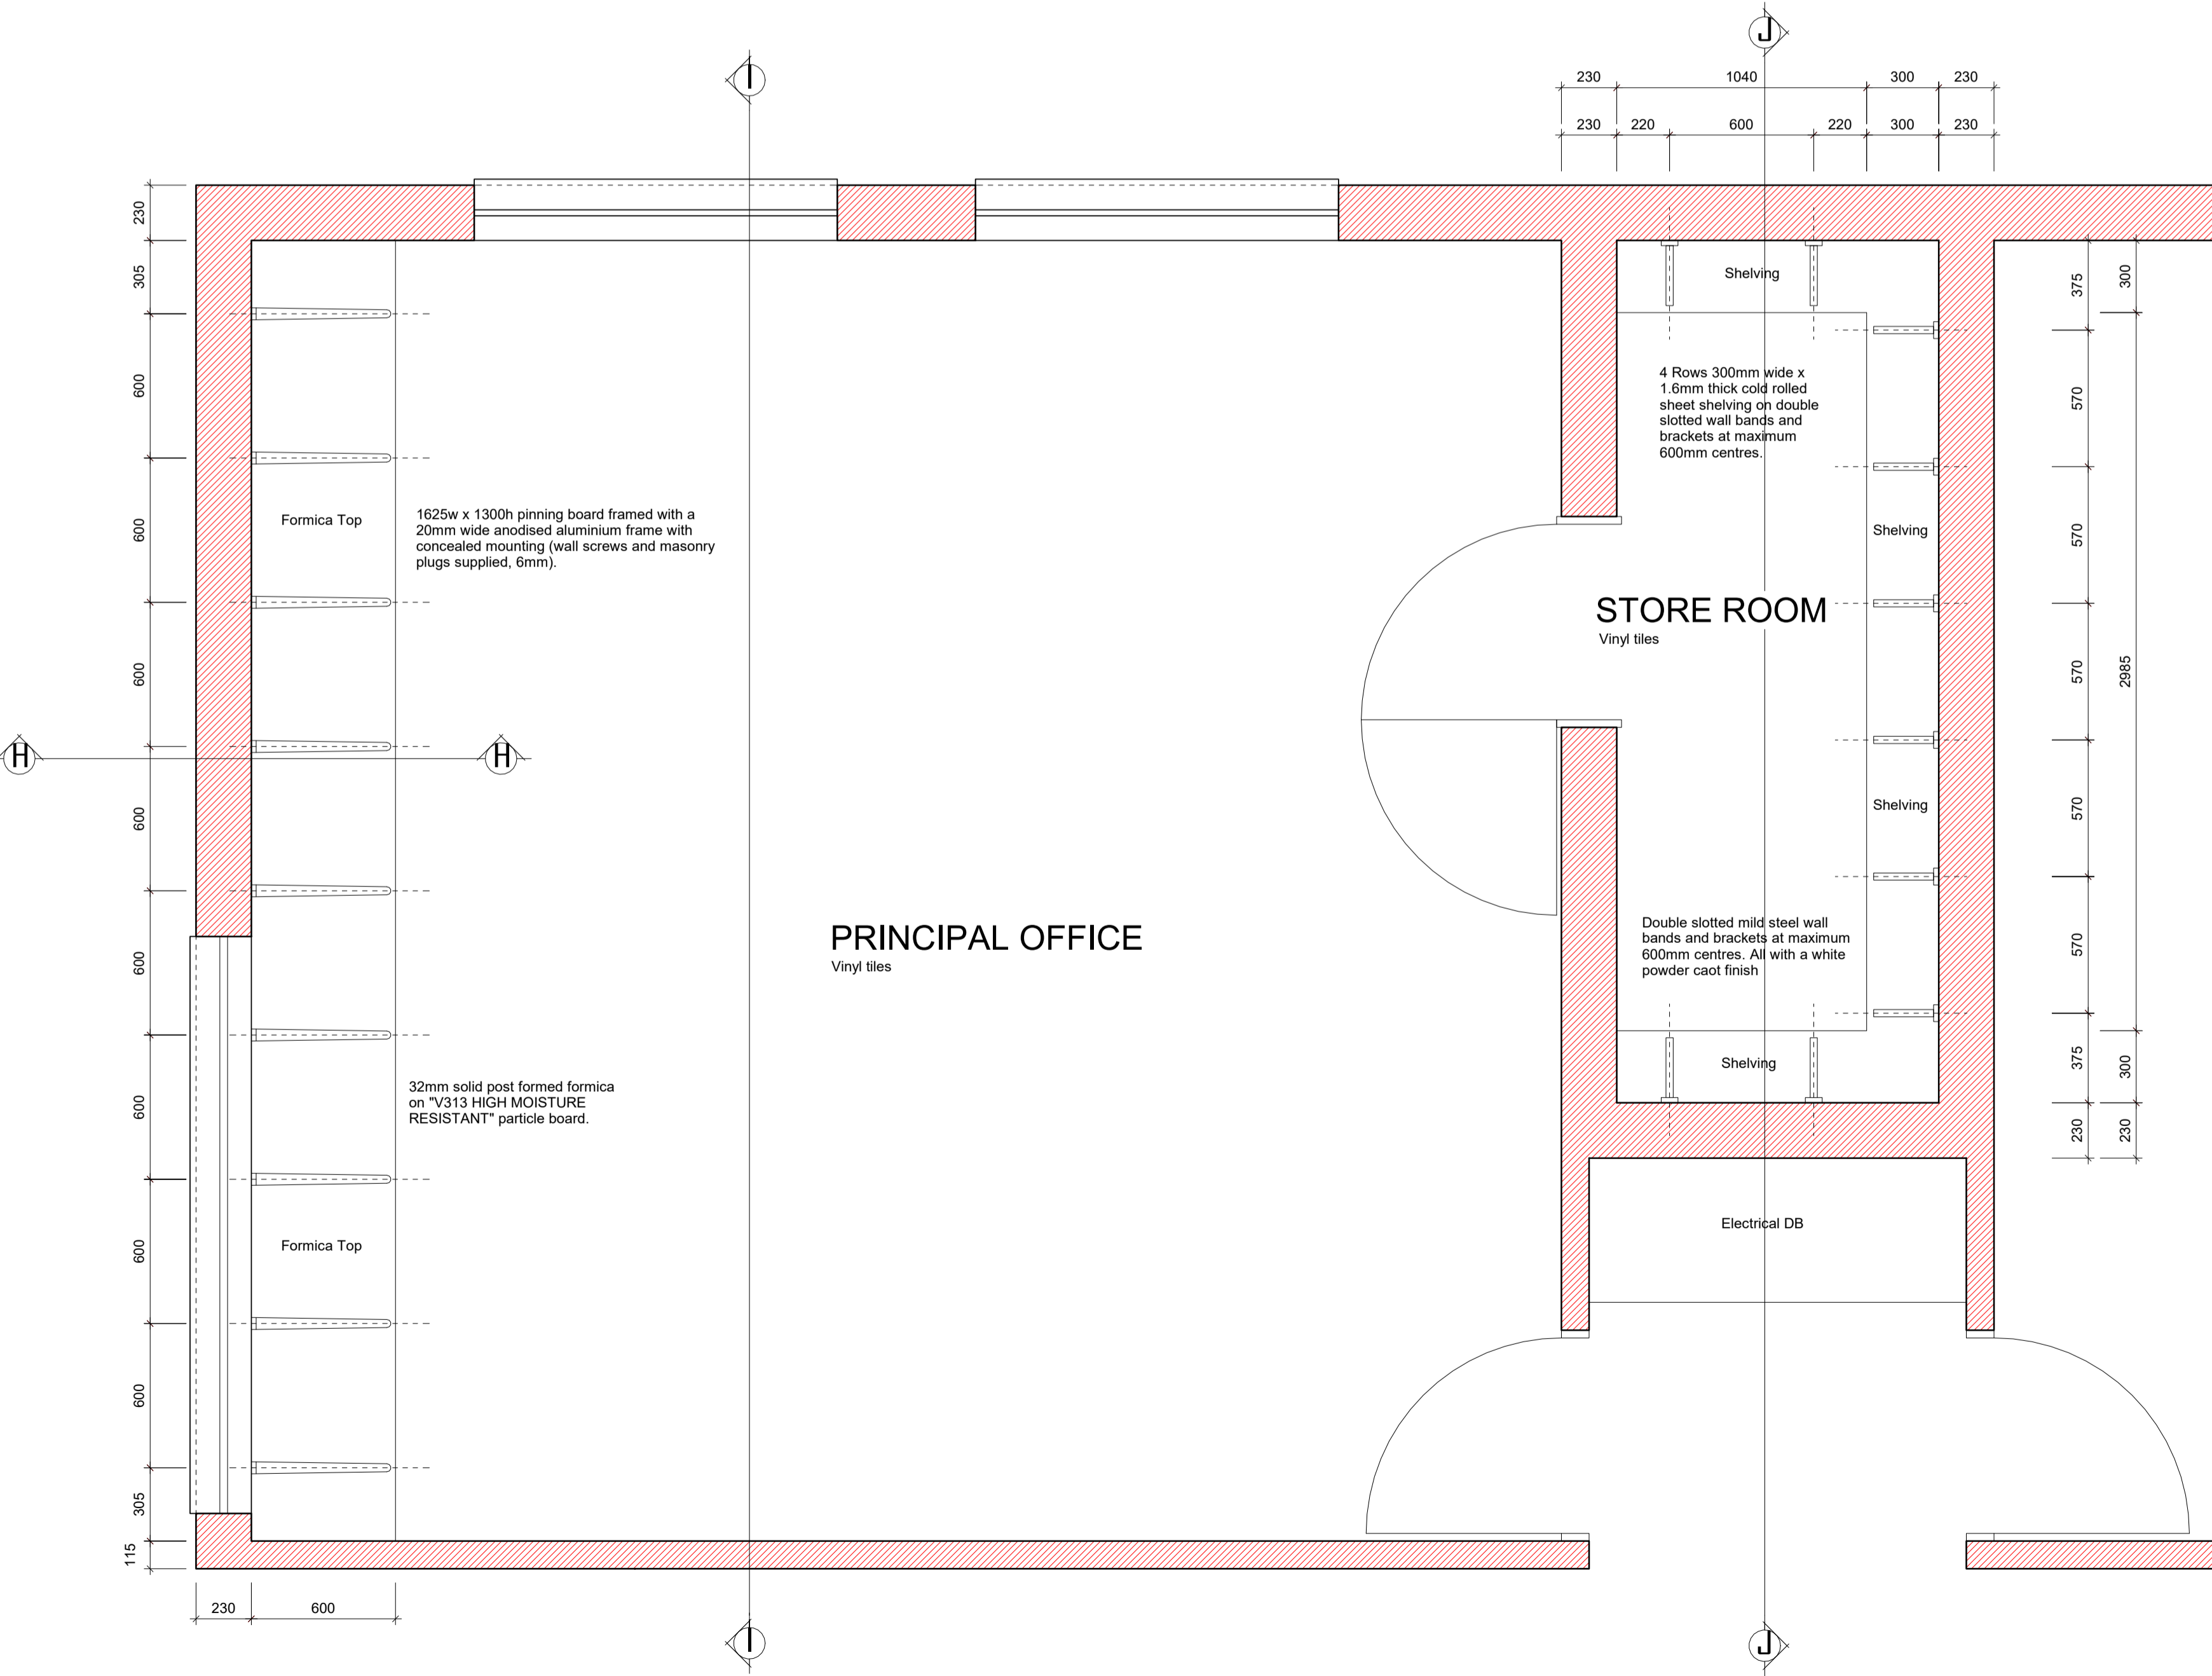 J
I
230
1040
300
230
230
220
600
220
300
230
230
305
600
600
600
600
600
600
600
600
305
115
Shelving
375
570
570
570
570
570
375
230
300
2985
300
230
4 Rows 300mm wide x
1.6mm thick cold rolled
sheet shelving on double
slotted wall bands and
brackets at maximum
600mm centres.
Formica Top
1625w x 1300h pinning board framed with a
20mm wide anodised aluminium frame with
concealed mounting (wall screws and masonry
plugs supplied, 6mm).
Shelving
STORE ROOM
Vinyl tiles
H
H
Shelving
PRINCIPAL OFFICE
Vinyl tiles
Double slotted mild steel wall
bands and brackets at maximum
600mm centres. All with a white
powder caot finish
Shelving
32mm solid post formed formica
on "V313 HIGH MOISTURE
RESISTANT" particle board.
Electrical DB
Formica Top
230
600
I
J